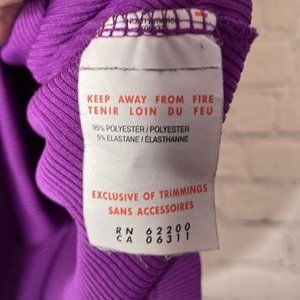 KEEP AWAY FROM FIRE
TENIR LOIN DU FEU
95% POLYESTER / POLYESTER
5% ELASTANE / ÉLASTHANNE
EXCLUSIVE OF TRIMMINGS
SANS ACCESSOIRES
RN 62200
CA 06311